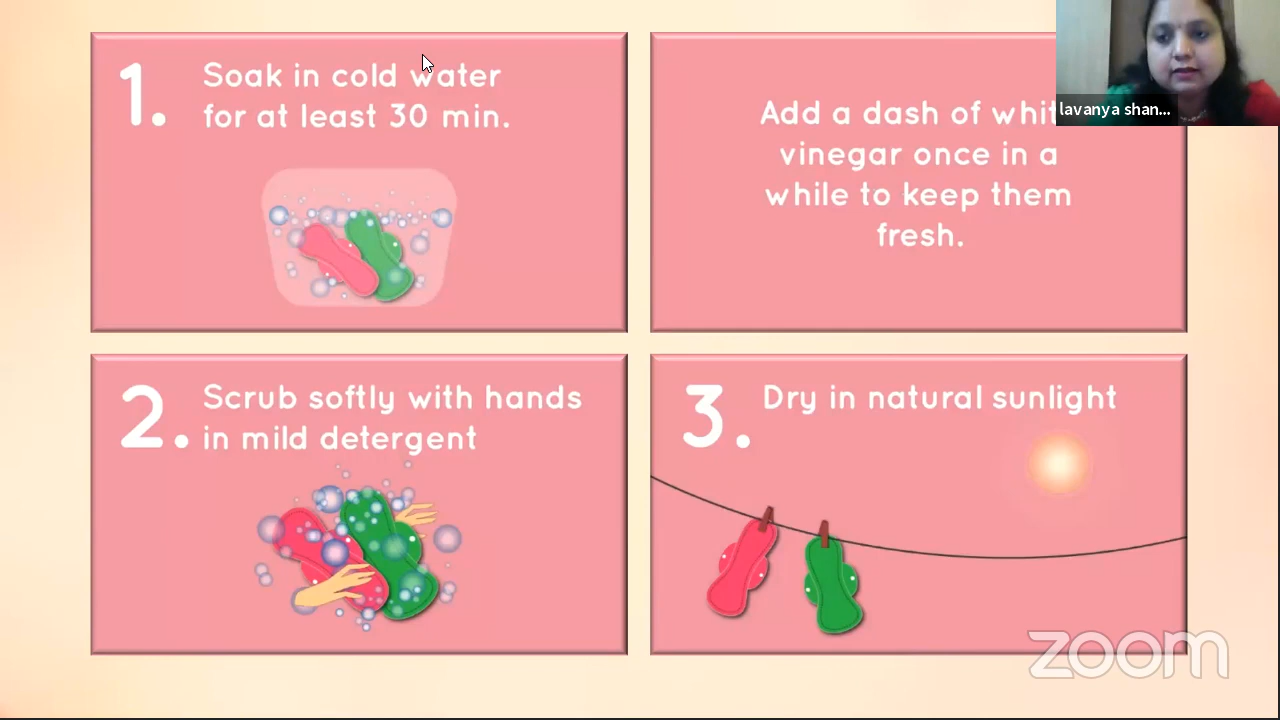 1.
Soak in cold water
for at least 30 min.
Add a dash of
vinegar once in a
while to keep them
fresh.
lavanya shan...
2.
Scrub softly with hands
in mild detergent
3.
Dry in natural sunlight
zoom